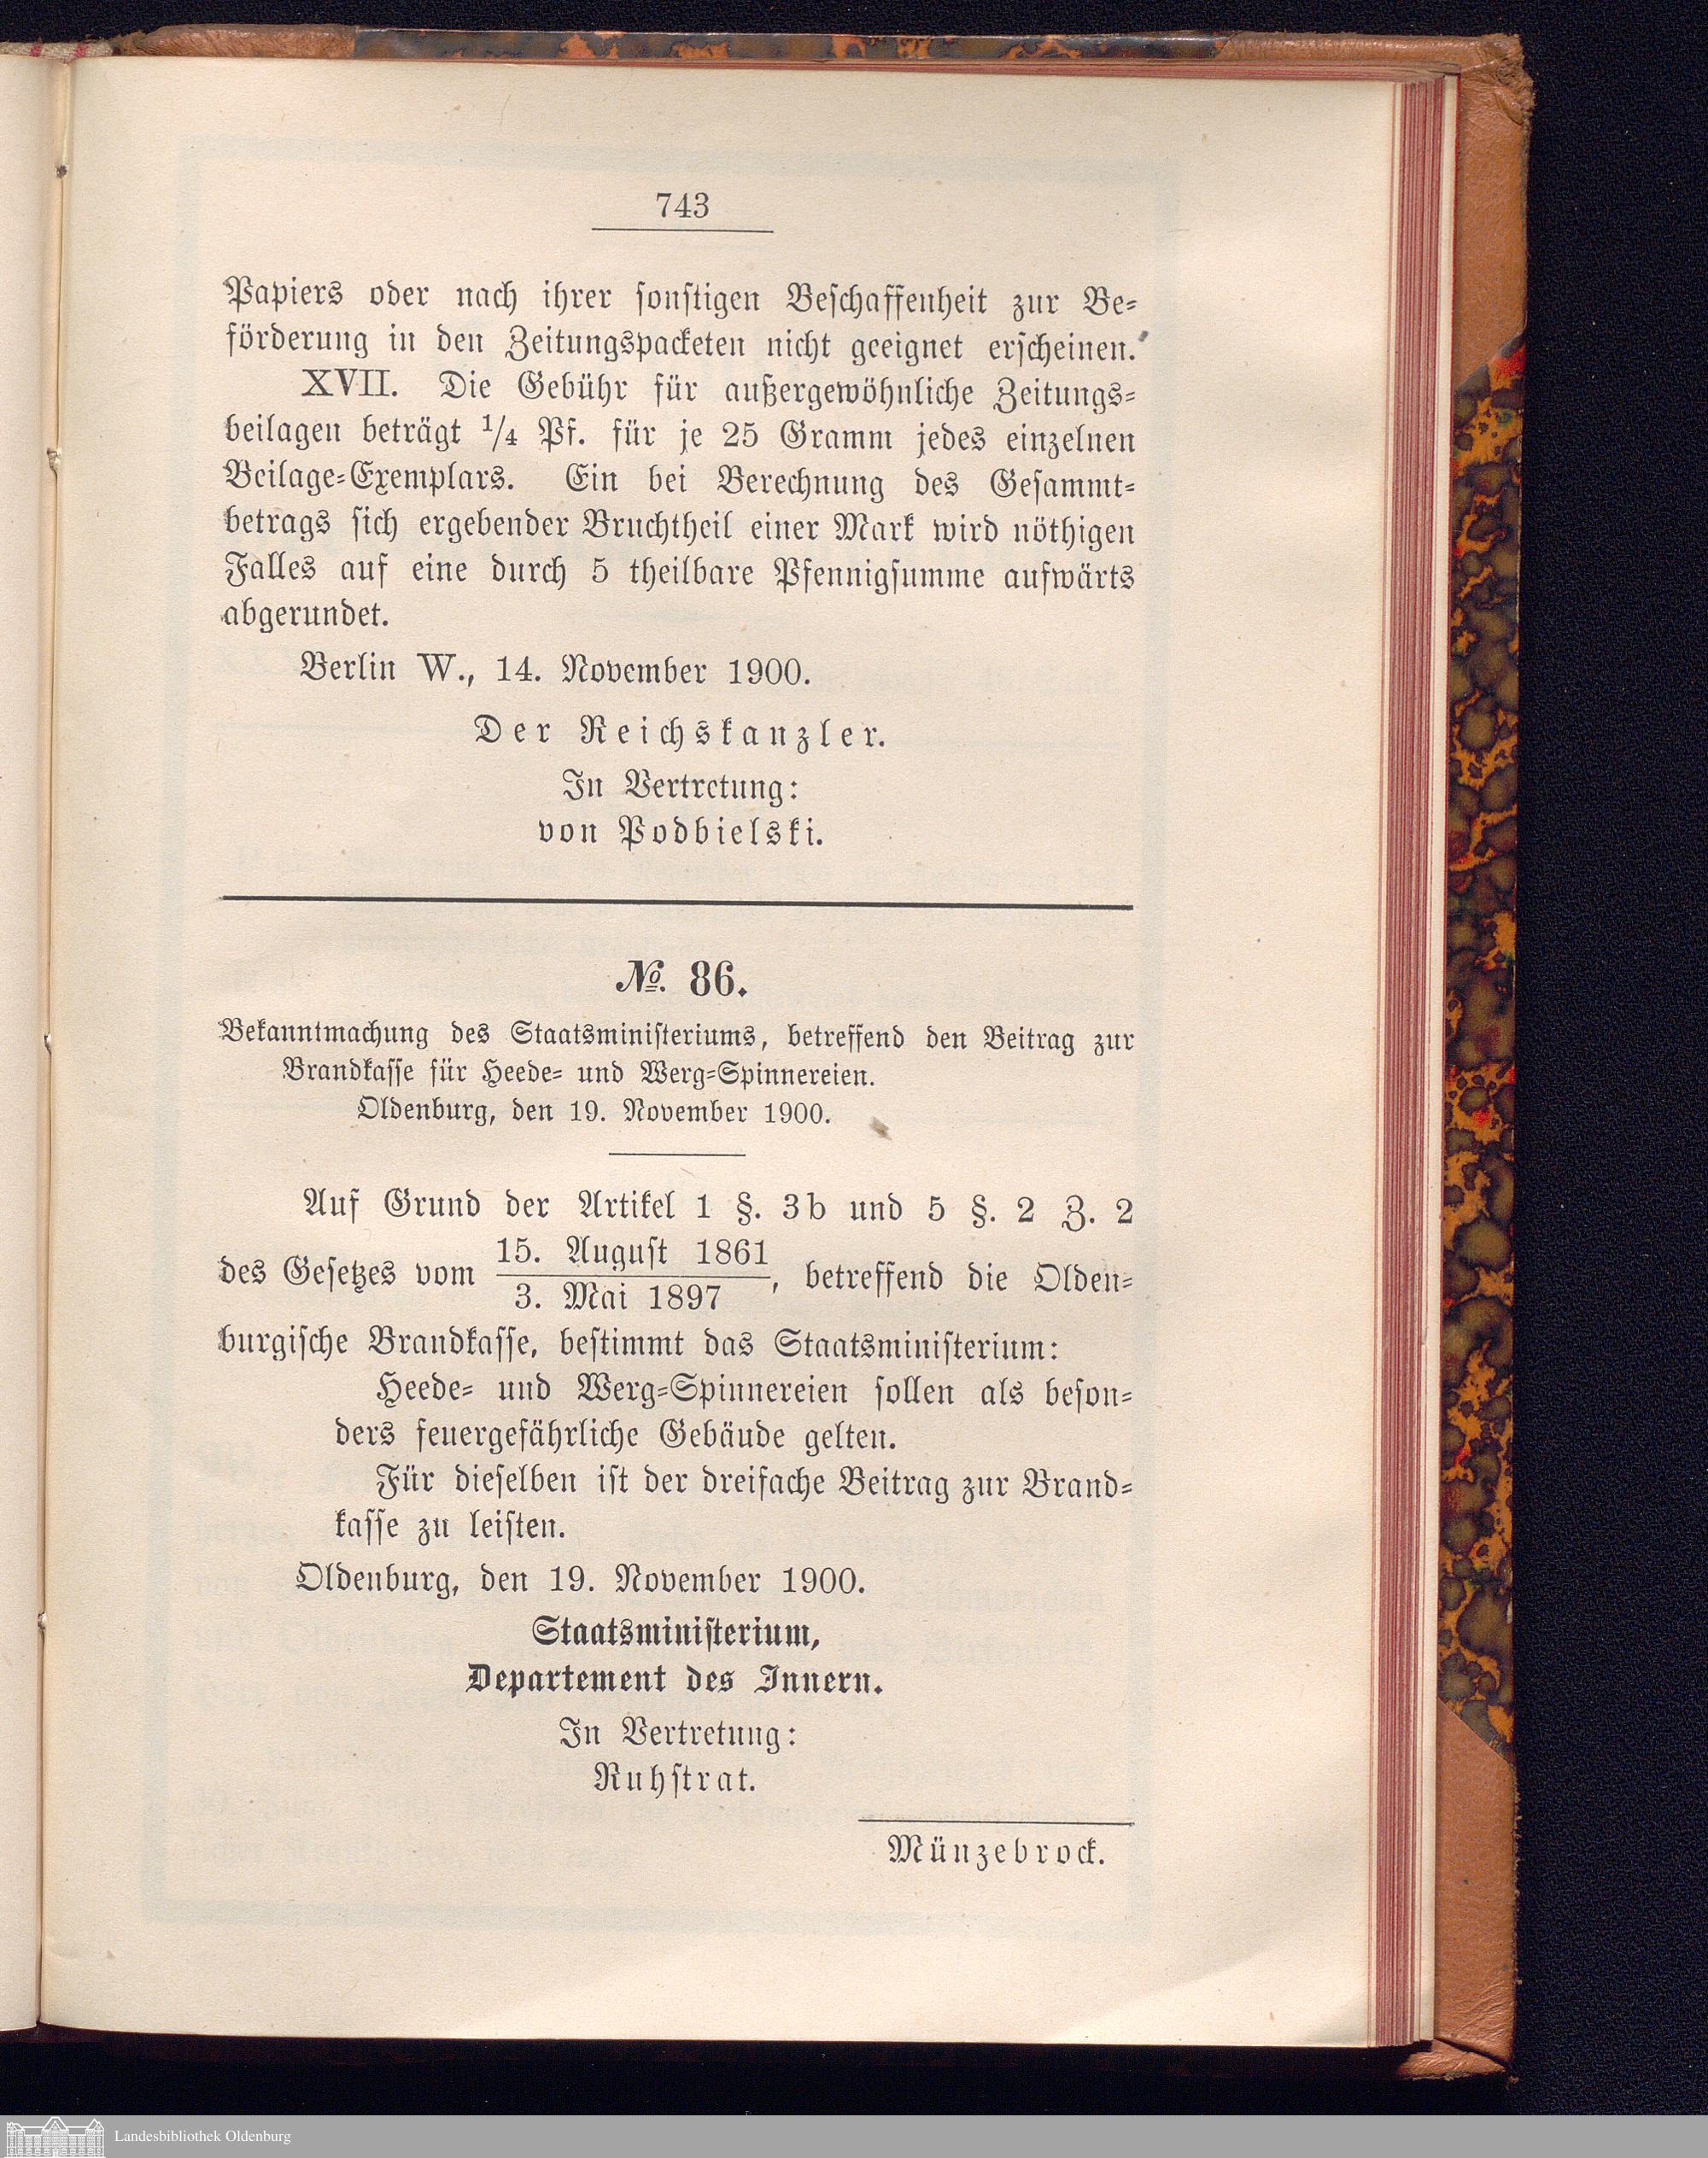 743
Papiers oder nach ihrer sonstigen Beschaffenheit zur Be-
förderung in den Zeitungspacketen nicht geeignet erscheinen.
XVII. Die Gebühr für außergewöhnliche Zeitungs-
beilagen beträgt 1/4 Pf. für je 25 Gramm jedes einzelnen
Beilage-Exemplars. Ein bei Berechnung des Gesammt-
betrags sich ergebender Bruchtheil einer Mark wird nöthigen
Falles auf eine durch 5 theilbare Pfennigsumme aufwärts
abgerundet.
Berlin W., 14. November 1900.
Der Reichskanzler.
In Vertretung:
von Podbielski.
№. 86.
Bekanntmachung des Staatsministeriums, betreffend den Beitrag zur
Brandkasse für Heede- und Werg-Spinnereien.
Oldenburg, den 19. November 1900.
Auf Grund der Artikel 1 §. 3b und 5 §. 2 Z. 2
des Gesetzes vom 15. August 1861 / 3. Mai 1897, betreffend die Olden-
burgische Brandkasse, bestimmt das Staatsministerium:
Heede- und Werg-Spinnereien sollen als beson-
ders feuergefährliche Gebäude gelten.
Für dieselben ist der dreifache Beitrag zur Brand-
kasse zu leisten.
Oldenburg, den 19. November 1900.
Staatsministerium,
Departement des Innern.
In Vertretung:
Ruhstrat.
Münzebrock.
Landesbibliothek Oldenburg